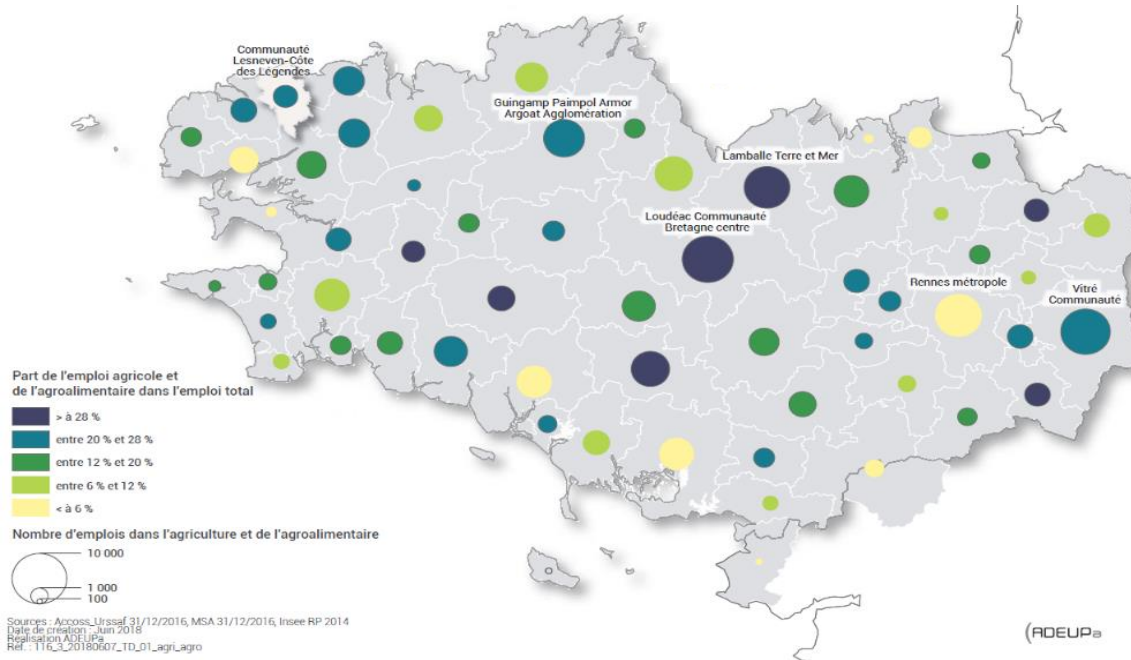 Communauté
Lesneven-Côte
des Légendes
Guingamp Paimpol Armor
Argoat Agglomération
Lamballe Terre et Mer
Loudéac Communauté
Bretagne centre
Rennes métropole
Vitré
Communauté
Part de l'emploi agricole et
de l'agroalimentaire dans l'emploi total
> à 28 %
entre 20 % et 28 %
entre 12 % et 20 %
entre 6 % et 12 %
< à 6 %
Nombre d'emplois dans l'agriculture et de l'agroalimentaire
10 000
1 000
100
Sources : Accoss_Urssaf 31/12/2016, MSA 31/12/2016, Insee RP 2014
Date de création : Juin 2018
Réalisation ADEUPa
Réf. : 116_3_20180607_TD_01_agri_agro
ADEUPa